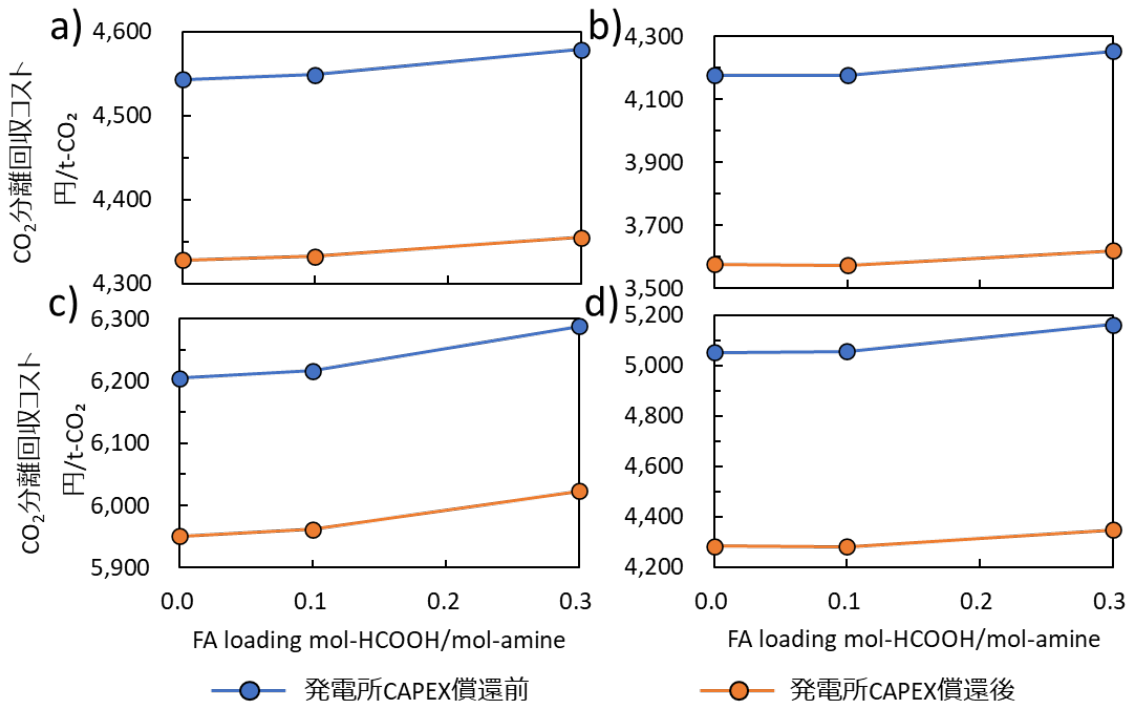 a)
4,600
4,500
4,400
4,300
CO₂分離回収コスト
円/t-CO₂
b)
4,300
4,100
3,900
3,700
3,500
c)
6,300
6,200
6,100
6,000
5,900
CO₂分離回収コスト
円/t-CO₂
0.0 0.1 0.2 0.3
FA loading mol-HCOOH/mol-amine
d)
5,200
5,000
4,800
4,600
4,400
4,200
0.0 0.1 0.2 0.3
FA loading mol-HCOOH/mol-amine
発電所CAPEX償還前
発電所CAPEX償還後